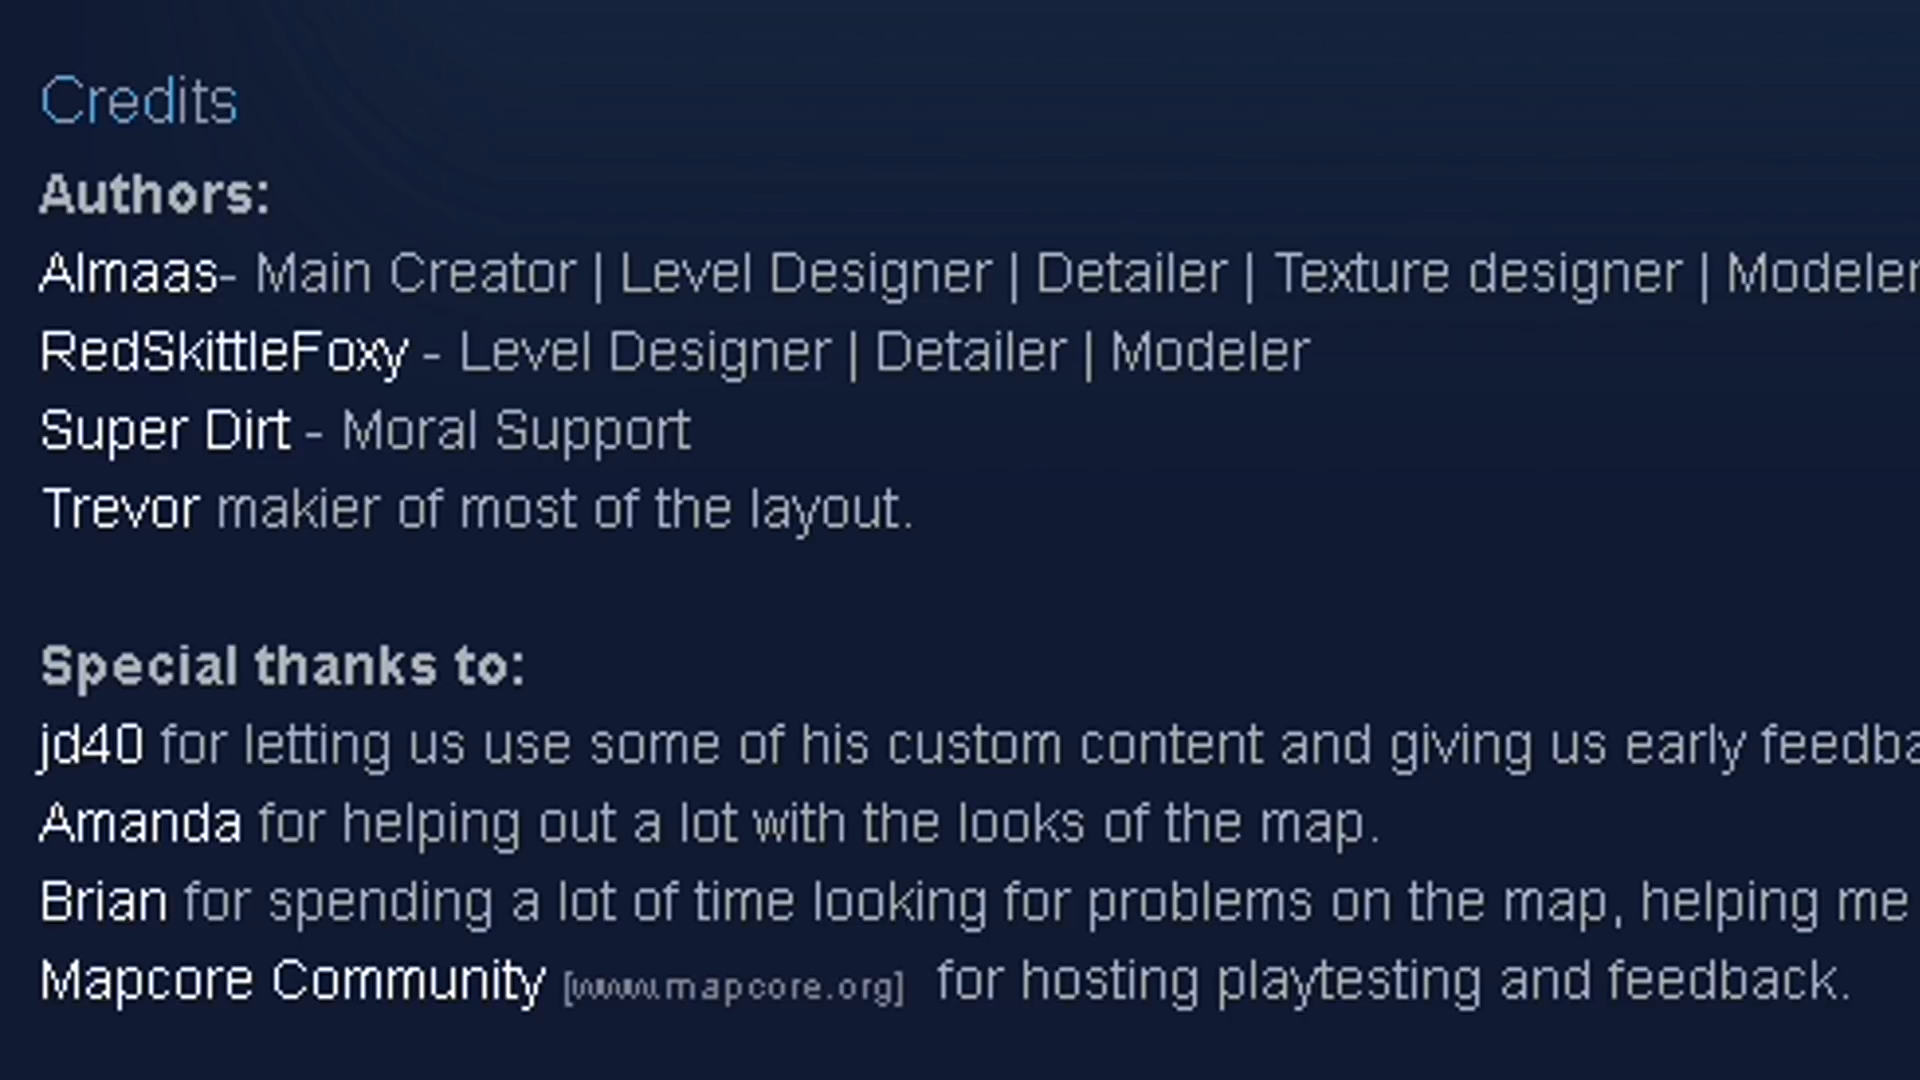 Credits
Authors:
Almaas- Main Creator | Level Designer | Detailer | Texture designer | Modeler
RedSkittleFoxy - Level Designer | Detailer | Modeler
Super Dirt - Moral Support
Trevor makier of most of the layout.
Special thanks to:
jd40 for letting us use some of his custom content and giving us early feedba
Amanda for helping out a lot with the looks of the map.
Brian for spending a lot of time looking for problems on the map, helping me
Mapcore Community [www.mapcore.org] for hosting playtesting and feedback.